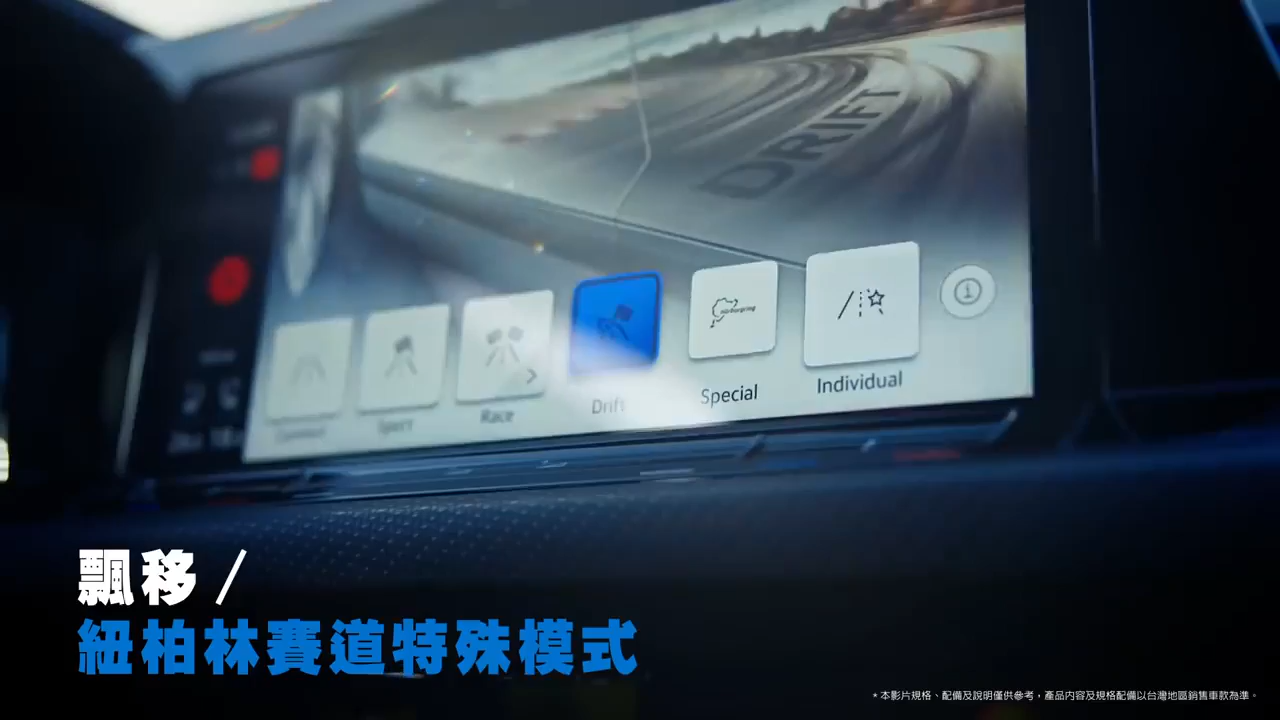 DRIFT
nürburgring
Comfort
Sport
Race
Drift
Special
Individual
飄移 /
紐柏林賽道特殊模式
* 本影片規格、配備及說明僅供參考，產品內容及規格配備以台灣地區銷售車款為準。